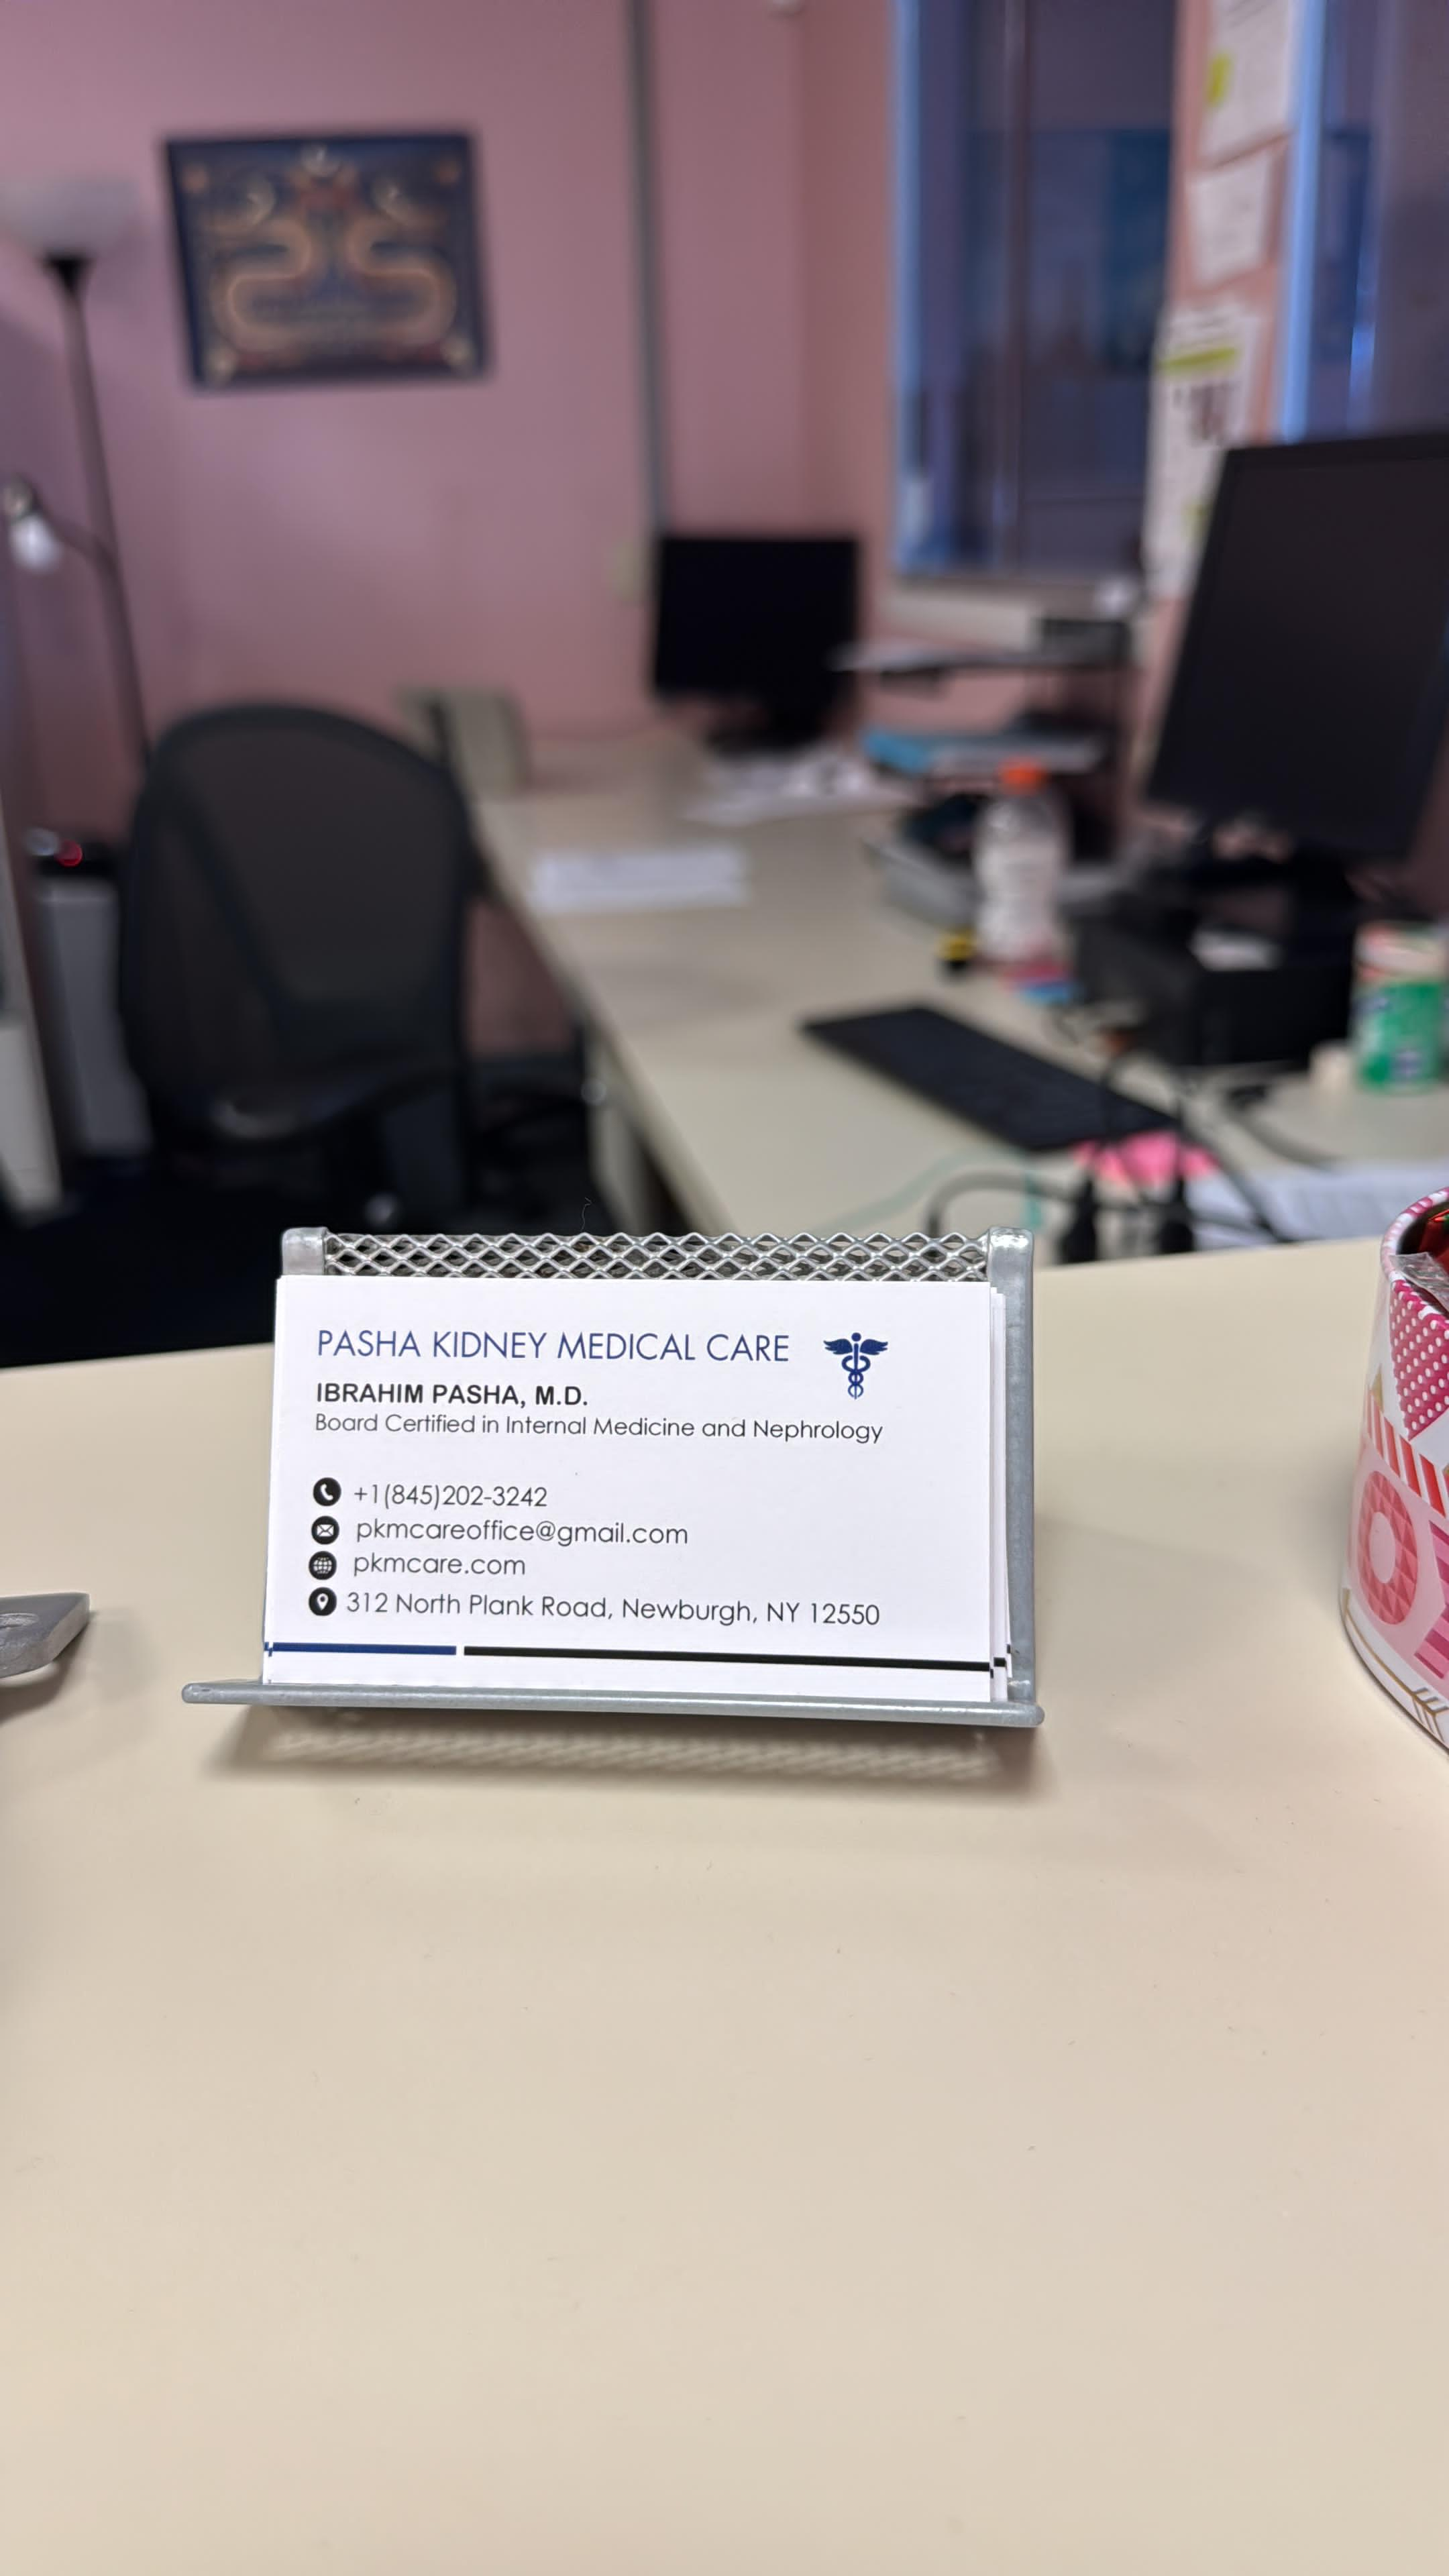 PASHA KIDNEY MEDICAL CARE
IBRAHIM PASHA, M.D.
Board Certified in Internal Medicine and Nephrology
+1(845)202-3242
pkmcareoffice@gmail.com
pkmcare.com
312 North Plank Road, Newburgh, NY 12550